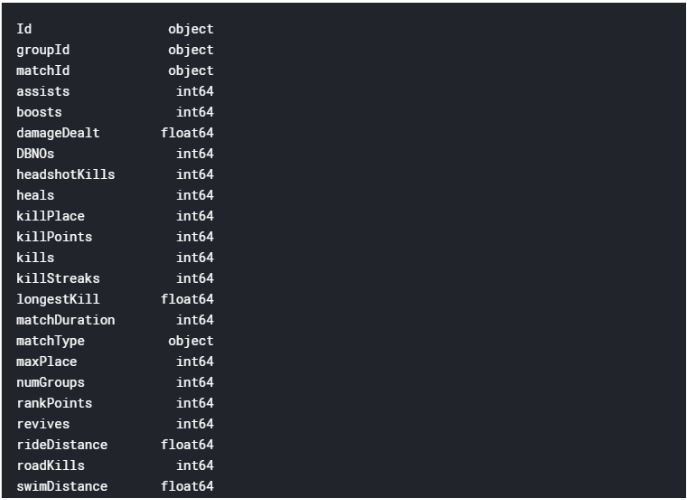 Id object
groupId object
matchId object
assists int64
boosts int64
damageDealt float64
DBNOs int64
headshotKills int64
heals int64
killPlace int64
killPoints int64
kills int64
killStreaks int64
longestKill float64
matchDuration int64
matchType object
maxPlace int64
numGroups int64
rankPoints int64
revives int64
rideDistance float64
roadKills int64
swimDistance float64